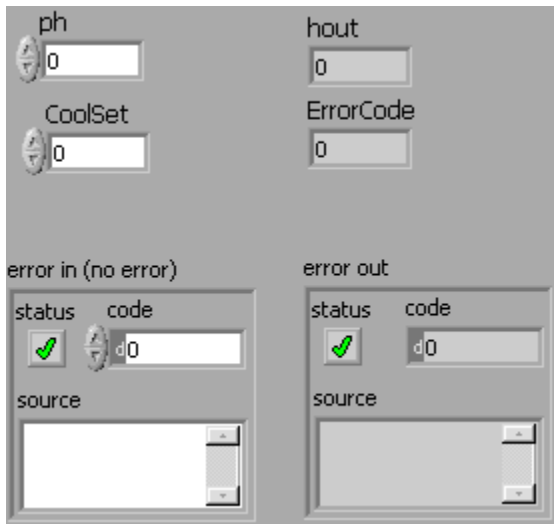 ph
0
hout
0
CoolSet
0
ErrorCode
0
error in (no error)
status code
d0
source
error out
status code
d0
source